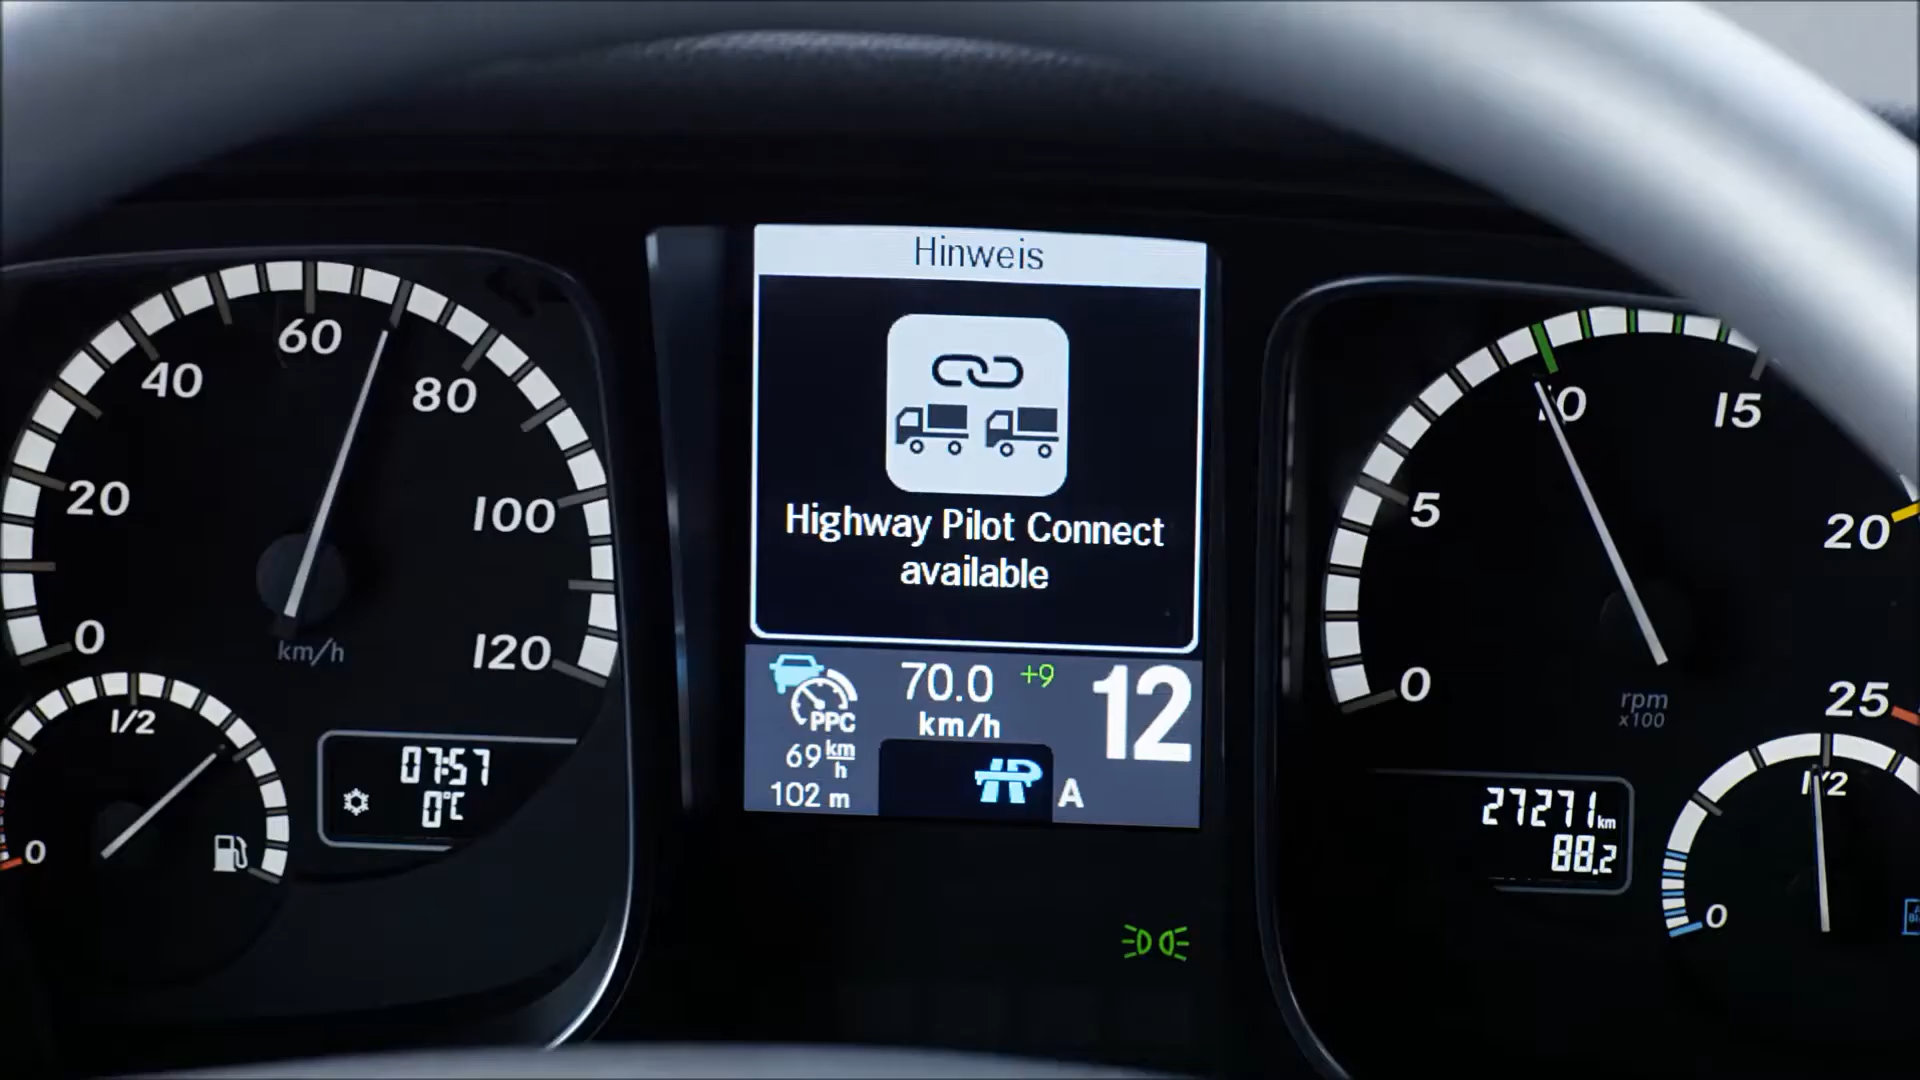 Hinweis
Highway Pilot Connect
available
70.0 +9
km/h
12
PPC
69 km/h
102 m
A
0
20
40
60
80
100
120
km/h
1/2
0
07:57
0°C
0
5
10
15
20
25
rpm
x100
27271 km
88.2
1/2
0